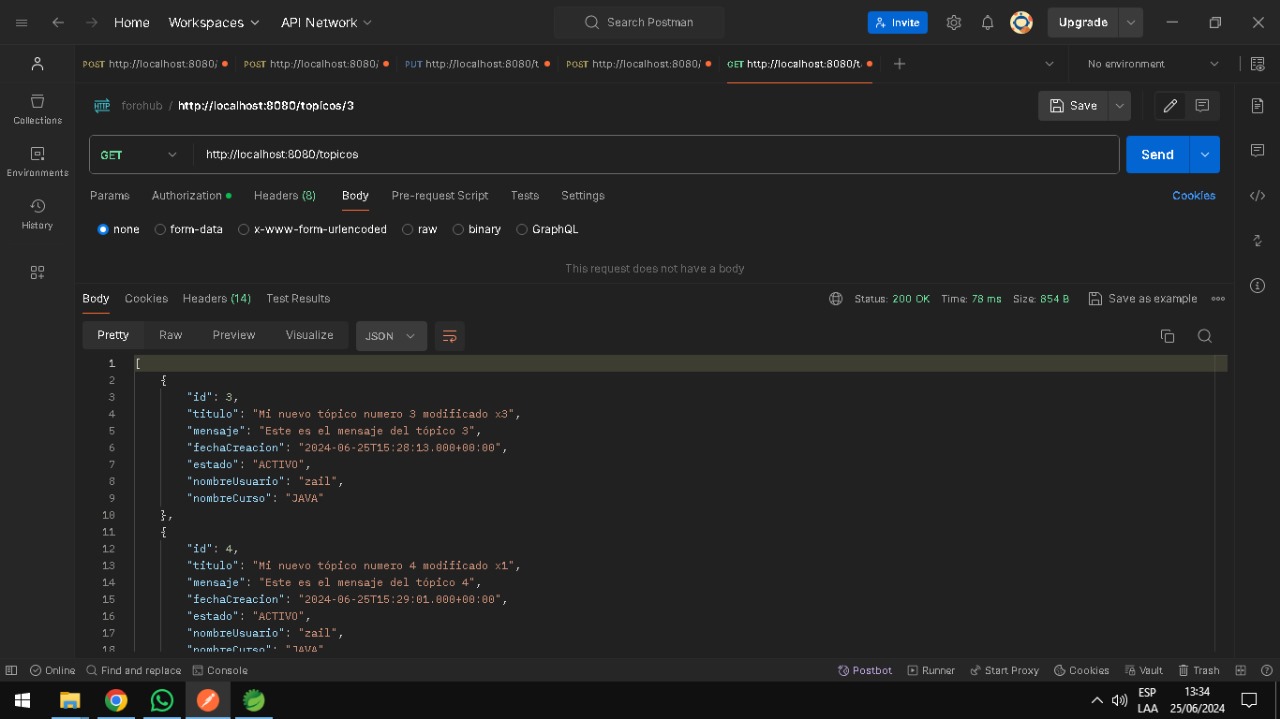 Home Workspaces API Network Search Postman Invite Upgrade
POST http://localhost:8080/ POST http://localhost:8080/ PUT http://localhost:8080/t POST http://localhost:8080/ GET http://localhost:8080/t. No environment
HTTP forohub / http://localhost:8080/topicos/3 Save
GET http://localhost:8080/topicos Send
Params Authorization Headers (8) Body Pre-request Script Tests Settings Cookies
none form-data x-www-form-urlencoded raw binary GraphQL
This request does not have a body
Collections
Environments
History
Body Cookies Headers (14) Test Results Status: 200 OK Time: 78 ms Size: 854 B Save as example
Pretty Raw Preview Visualize JSON
1 [
2 {
3 "id": 3,
4 "titulo": "Mi nuevo tópico numero 3 modificado x3",
5 "mensaje": "Este es el mensaje del tópico 3",
6 "fechaCreacion": "2024-06-25T15:28:13.000+00:00",
7 "estado": "ACTIVO",
8 "nombreUsuario": "zail",
9 "nombreCurso": "JAVA"
10 },
11 {
12 "id": 4,
13 "titulo": "Mi nuevo tópico numero 4 modificado x1",
14 "mensaje": "Este es el mensaje del tópico 4",
15 "fechaCreacion": "2024-06-25T15:29:01.000+00:00",
16 "estado": "ACTIVO",
17 "nombreUsuario": "zail",
18 "nombreCurso": "JAVA"
Online Find and replace Console Postbot Runner Start Proxy Cookies Vault Trash
ESP 13:34
LAA 25/06/2024